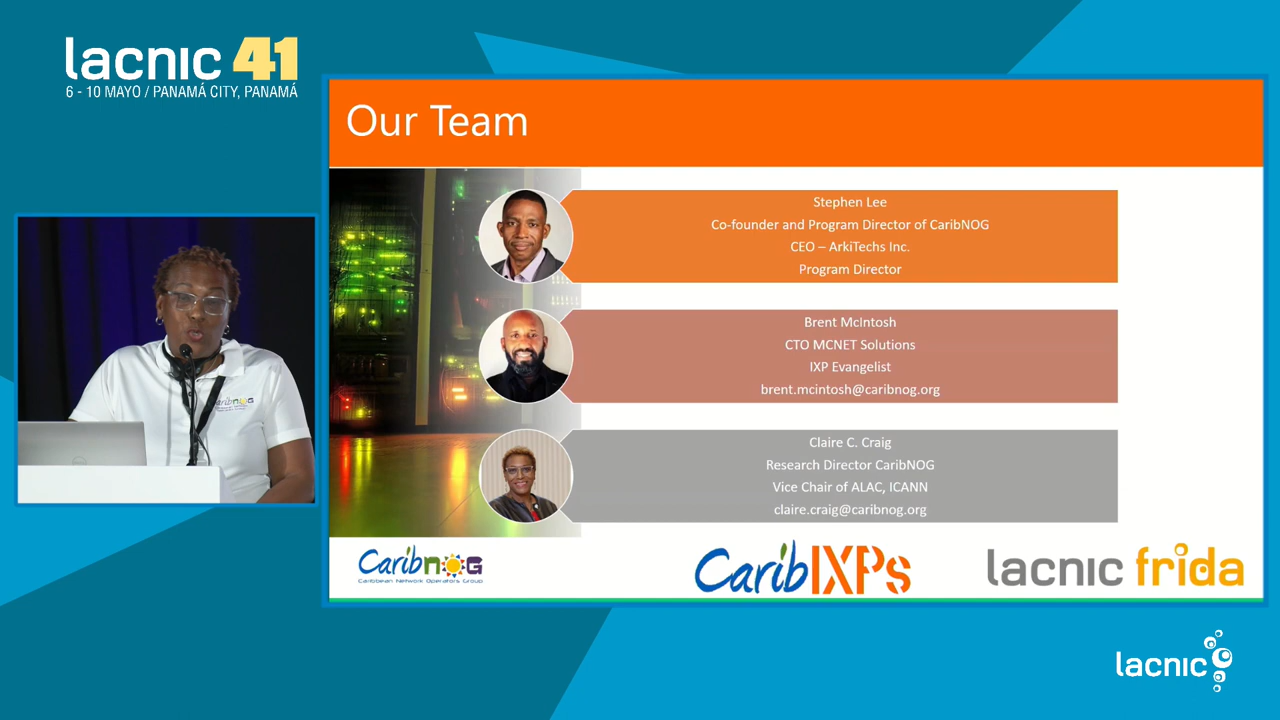 lacnic 41
6 - 10 MAYO / PANAMÁ CITY, PANAMÁ
Our Team
Stephen Lee
Co-founder and Program Director of CaribNOG
CEO – ArkiTechs Inc.
Program Director
Brent McIntosh
CTO MCNET Solutions
IXP Evangelist
brent.mcintosh@caribnog.org
Claire C. Craig
Research Director CaribNOG
Vice Chair of ALAC, ICANN
claire.craig@caribnog.org
CaribNOG
Caribbean Network Operators Group
CaribIXPs
lacnic frida
caribNOG
lacnic